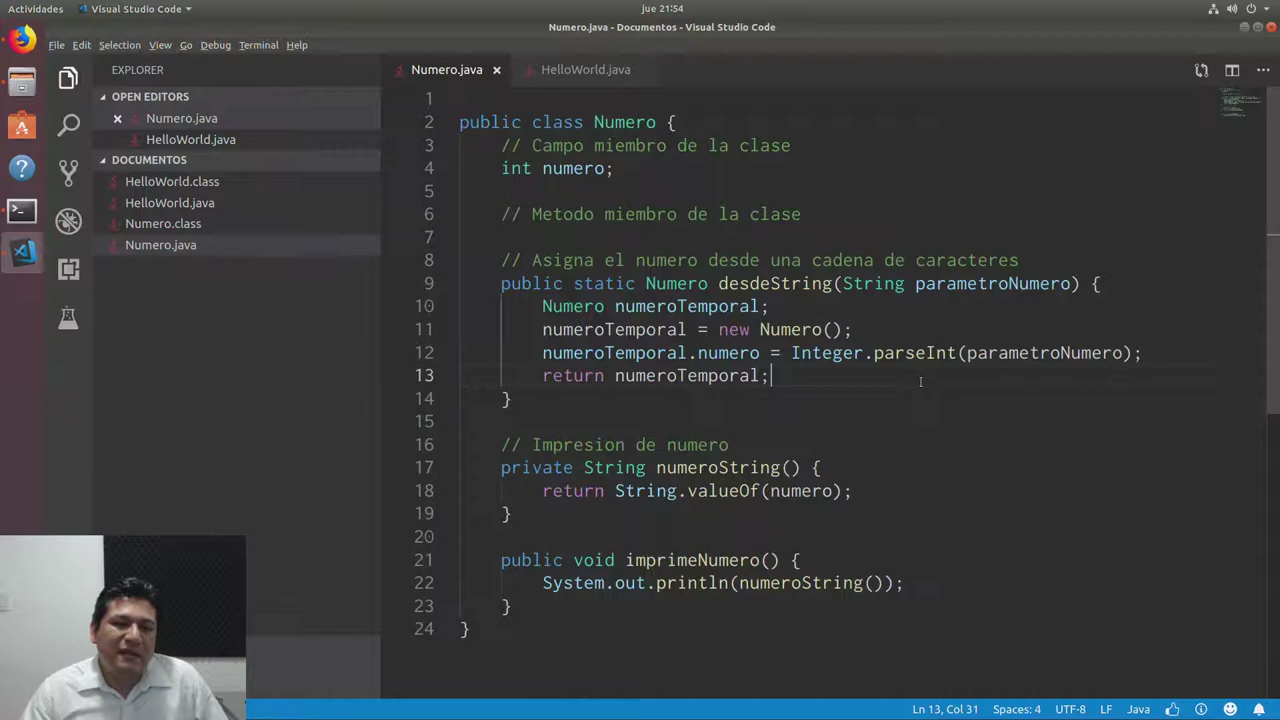 Actividades
Visual Studio Code
jue 21:54
Numero.java - Documentos - Visual Studio Code
File Edit Selection View Go Debug Terminal Help
EXPLORER
OPEN EDITORS
Numero.java
HelloWorld.java
DOCUMENTOS
HelloWorld.class
HelloWorld.java
Numero.class
Numero.java
Numero.java
HelloWorld.java
1
2 public class Numero {
3 // Campo miembro de la clase
4 int numero;
5
6 // Metodo miembro de la clase
7
8 // Asigna el numero desde una cadena de caracteres
9 public static Numero desdeString(String parametroNumero) {
10 Numero numeroTemporal;
11 numeroTemporal = new Numero();
12 numeroTemporal.numero = Integer.parseInt(parametroNumero);
13 return numeroTemporal;
14 }
15
16 // Impresion de numero
17 private String numeroString() {
18 return String.valueOf(numero);
19 }
20
21 public void imprimeNumero() {
22 System.out.println(numeroString());
23 }
24 }
Ln 13, Col 31 Spaces: 4 UTF-8 LF Java